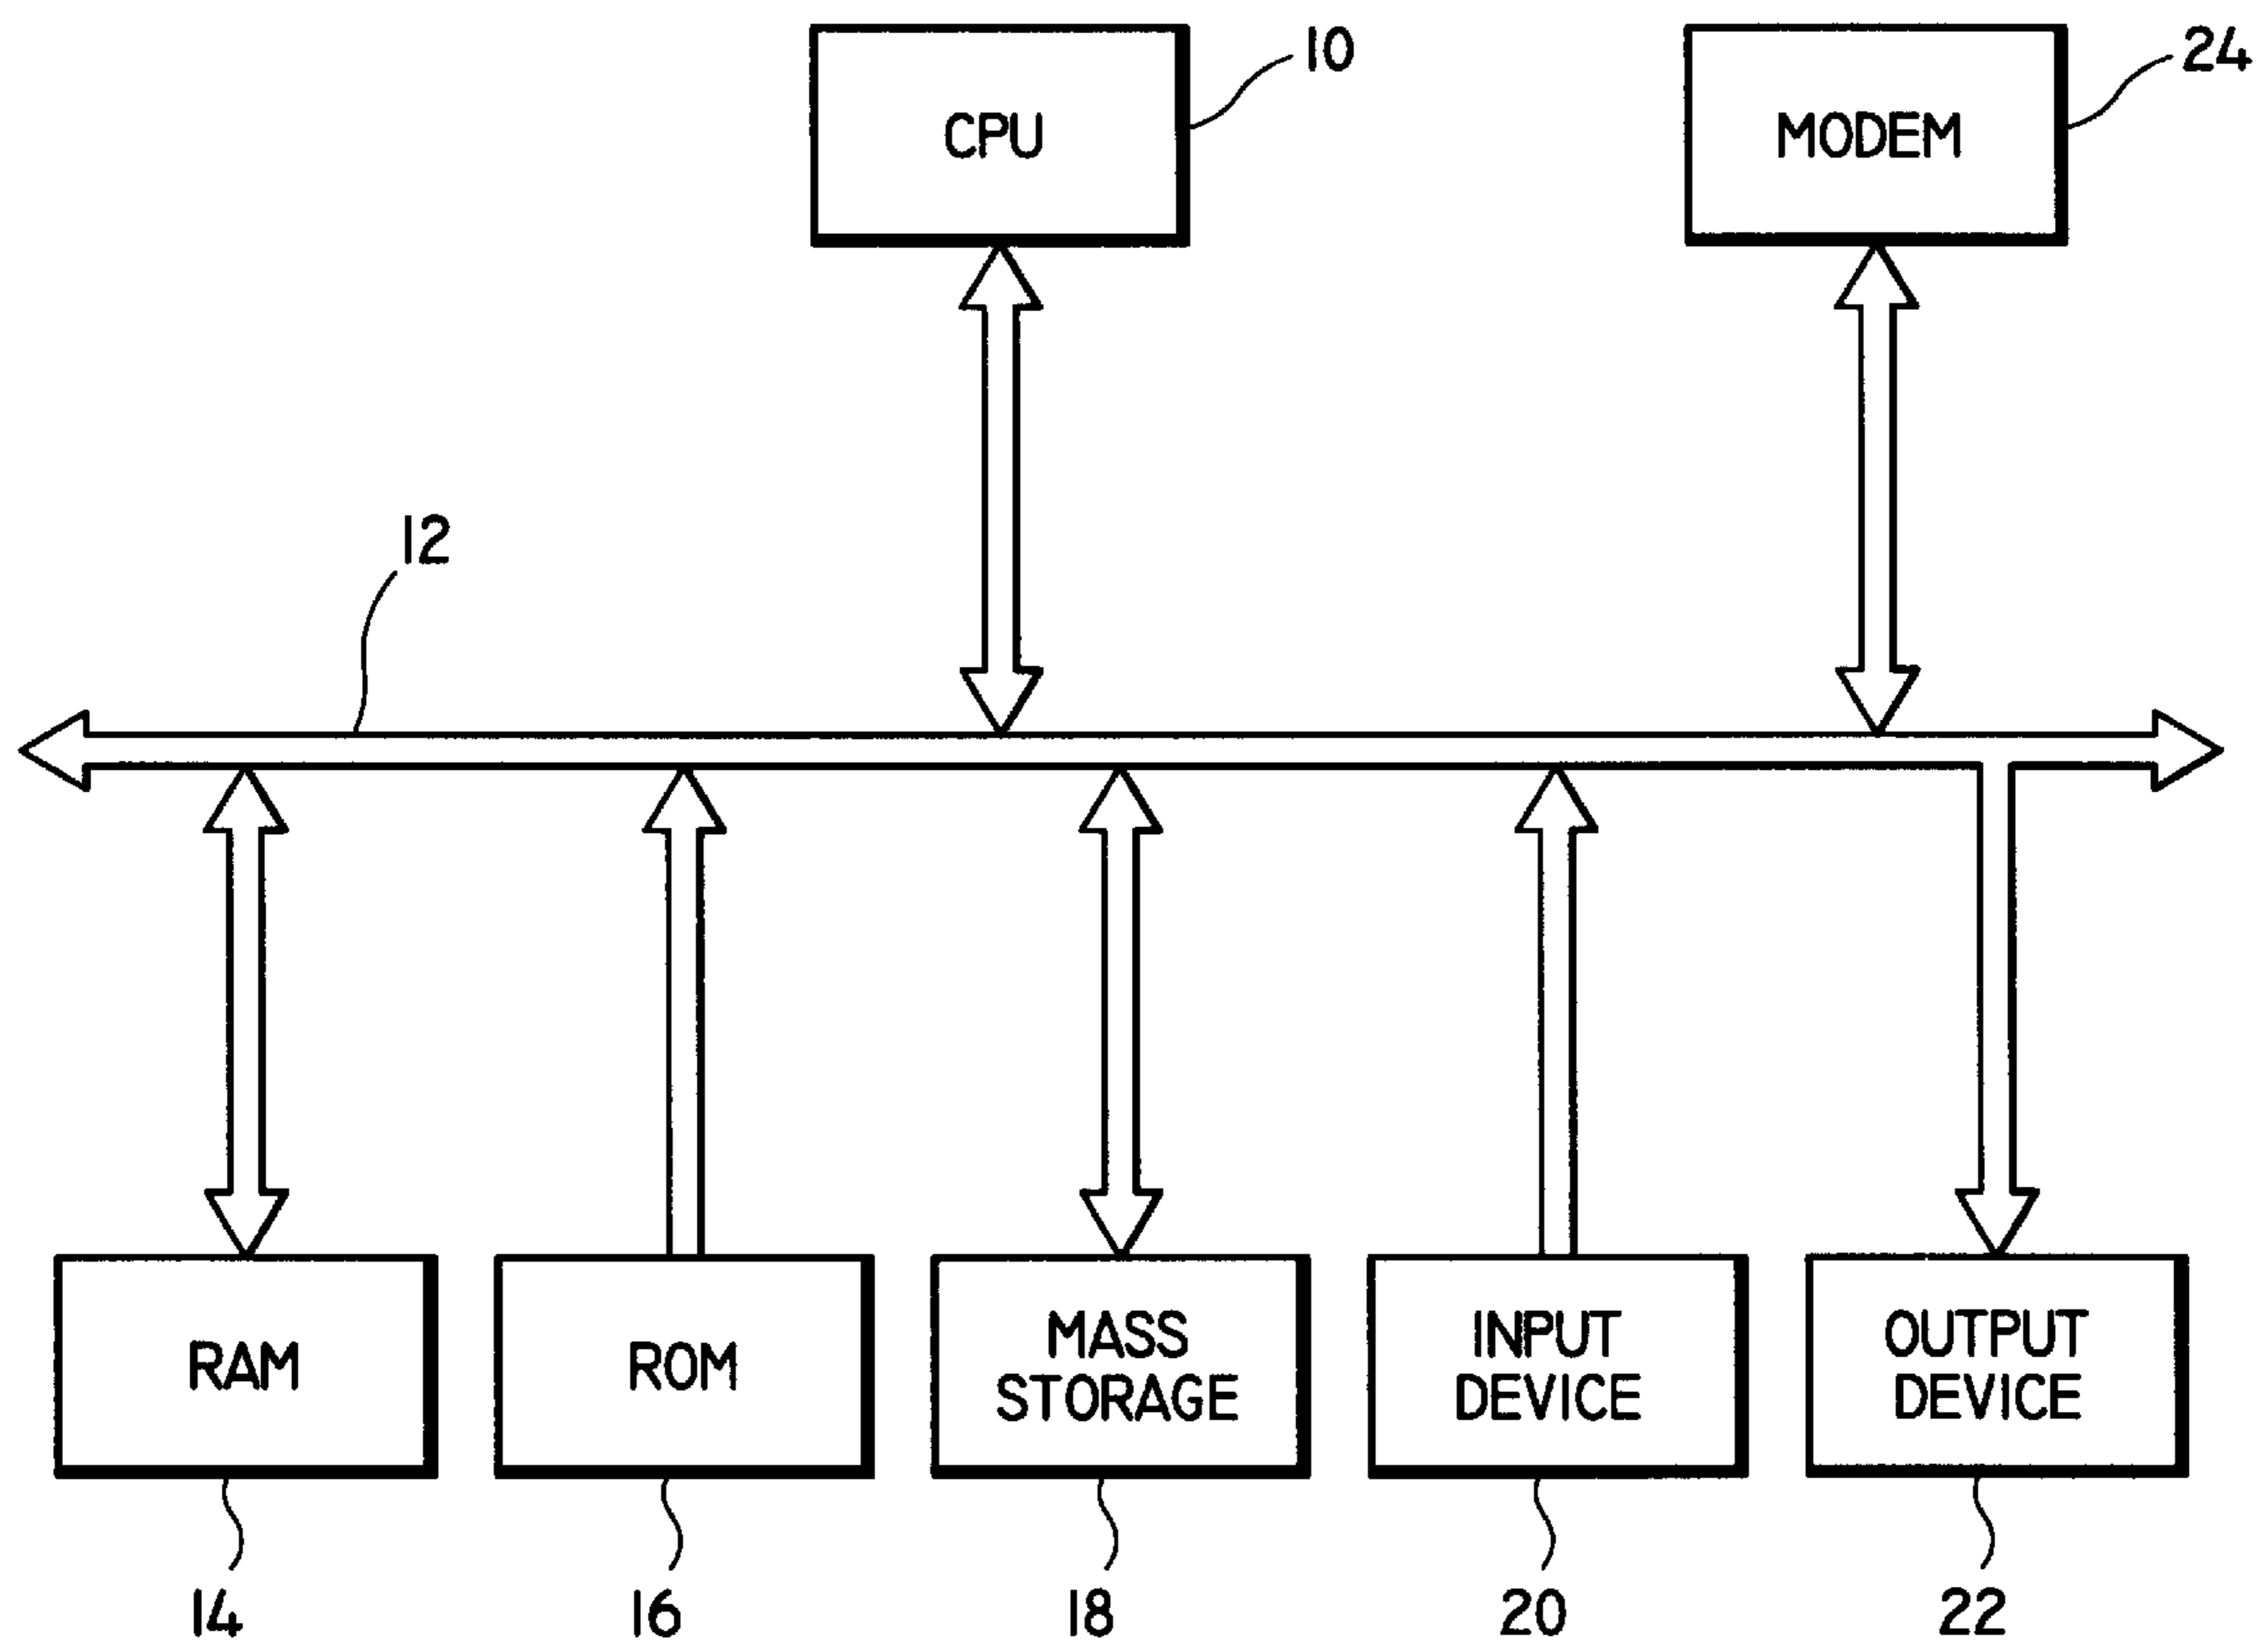 CPU
10
MODEM
24
12
RAM
ROM
MASS
STORAGE
INPUT
DEVICE
OUTPUT
DEVICE
14
16
18
20
22